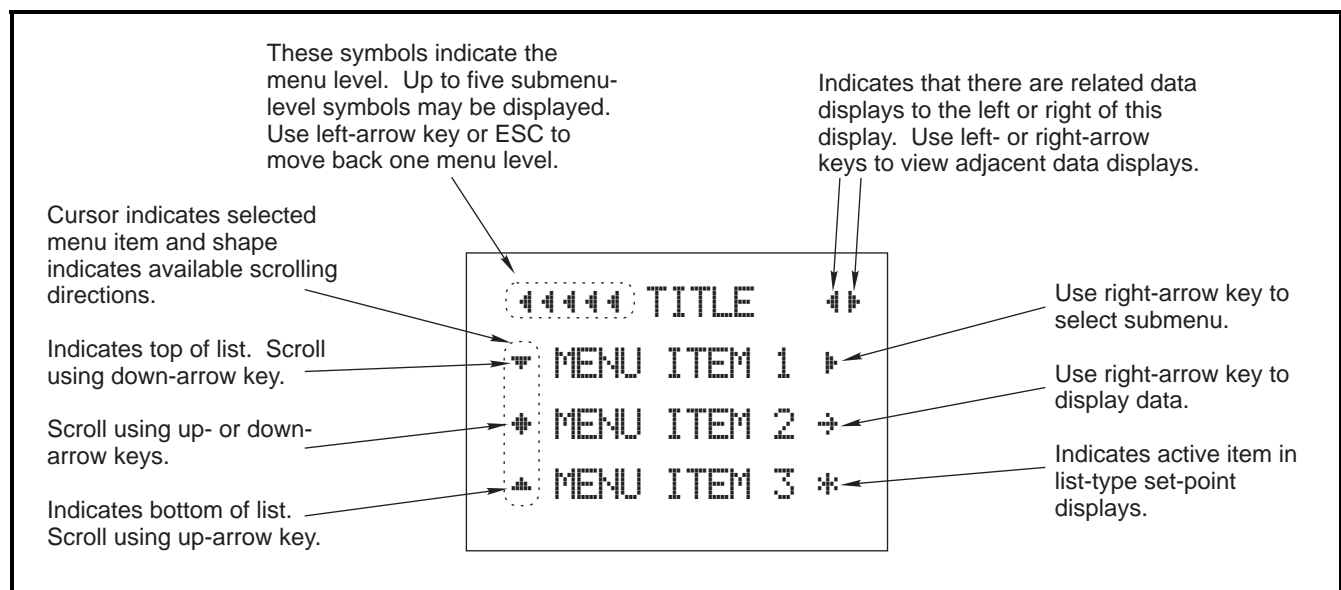 These symbols indicate the
menu level.  Up to five submenu-
level symbols may be displayed.
Use left-arrow key or ESC to
move back one menu level.
Indicates that there are related data
displays to the left or right of this
display.  Use left- or right-arrow
keys to view adjacent data displays.
Cursor indicates selected
menu item and shape
indicates available scrolling
directions.
Indicates top of list.  Scroll
using down-arrow key.
Scroll using up- or down-
arrow keys.
Indicates bottom of list.
Scroll using up-arrow key.
TITLE
MENU ITEM 1
MENU ITEM 2
MENU ITEM 3 *
Use right-arrow key to
select submenu.
Use right-arrow key to
display data.
Indicates active item in
list-type set-point
displays.